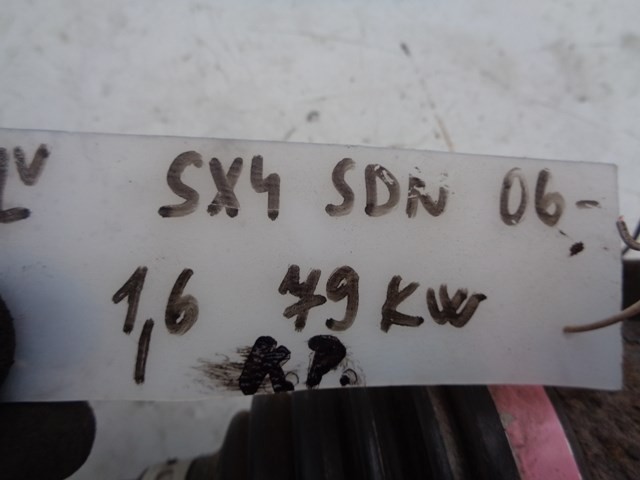 SX4 SDN 06-
1,6 79 KW
K.P.